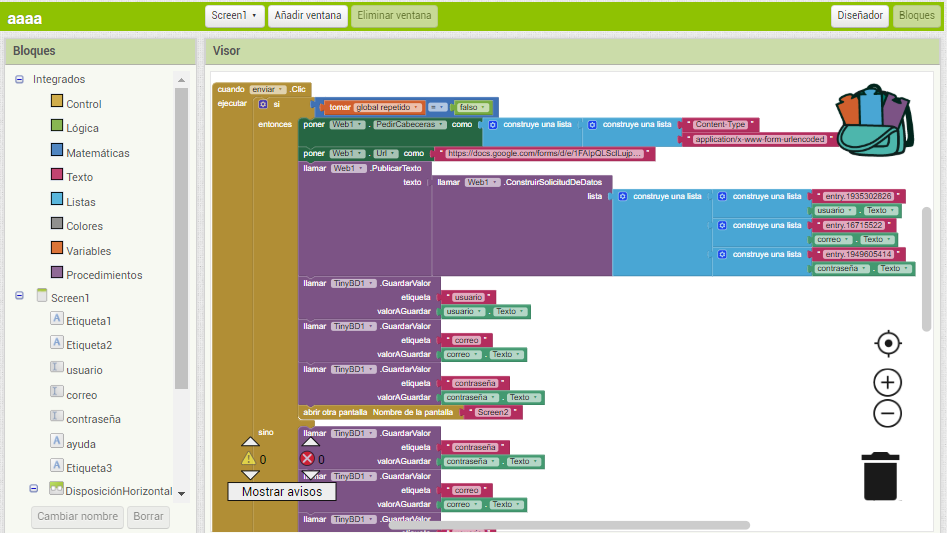 aaaa Screen1 Añadir ventana Eliminar ventana Diseñador Bloques
Bloques
Integrados
Control
Lógica
Matemáticas
Texto
Listas
Colores
Variables
Procedimientos
Screen1
Etiqueta1
Etiqueta2
usuario
correo
contraseña
ayuda
Etiqueta3
DisposiciónHorizontal
Cambiar nombre Borrar
Visor
cuando enviar .Clic
ejecutar si tomar global repetido = falso
entonces poner Web1 . PedirCabeceras como construye una lista construye una lista " Content-Type "
" application/x-www-form-urlencoded
poner Web1 . Url como " https://docs.google.com/forms/d/e/1FAIpQLSdLujp... "
llamar Web1 .PublicarTexto
texto llamar Web1 .ConstruirSolicitudDeDatos
lista construye una lista construye una lista " entry.1935302826 "
usuario . Texto
construye una lista " entry.16715522 "
correo . Texto
construye una lista " entry.1949605414 "
contraseña . Texto
llamar TinyBD1 .GuardarValor
etiqueta " usuario "
valorAGuardar usuario . Texto
llamar TinyBD1 .GuardarValor
etiqueta " correo "
valorAGuardar correo . Texto
llamar TinyBD1 .GuardarValor
etiqueta " contraseña "
valorAGuardar contraseña . Texto
abrir otra pantalla Nombre de la pantalla " Screen2 "
sino llamar TinyBD1 .GuardarValor
etiqueta " contraseña "
valorAGuardar contraseña . Texto
llamar TinyBD1 .GuardarValor
etiqueta " correo "
valorAGuardar correo . Texto
llamar TinyBD1 .GuardarValor
0 0
Mostrar avisos